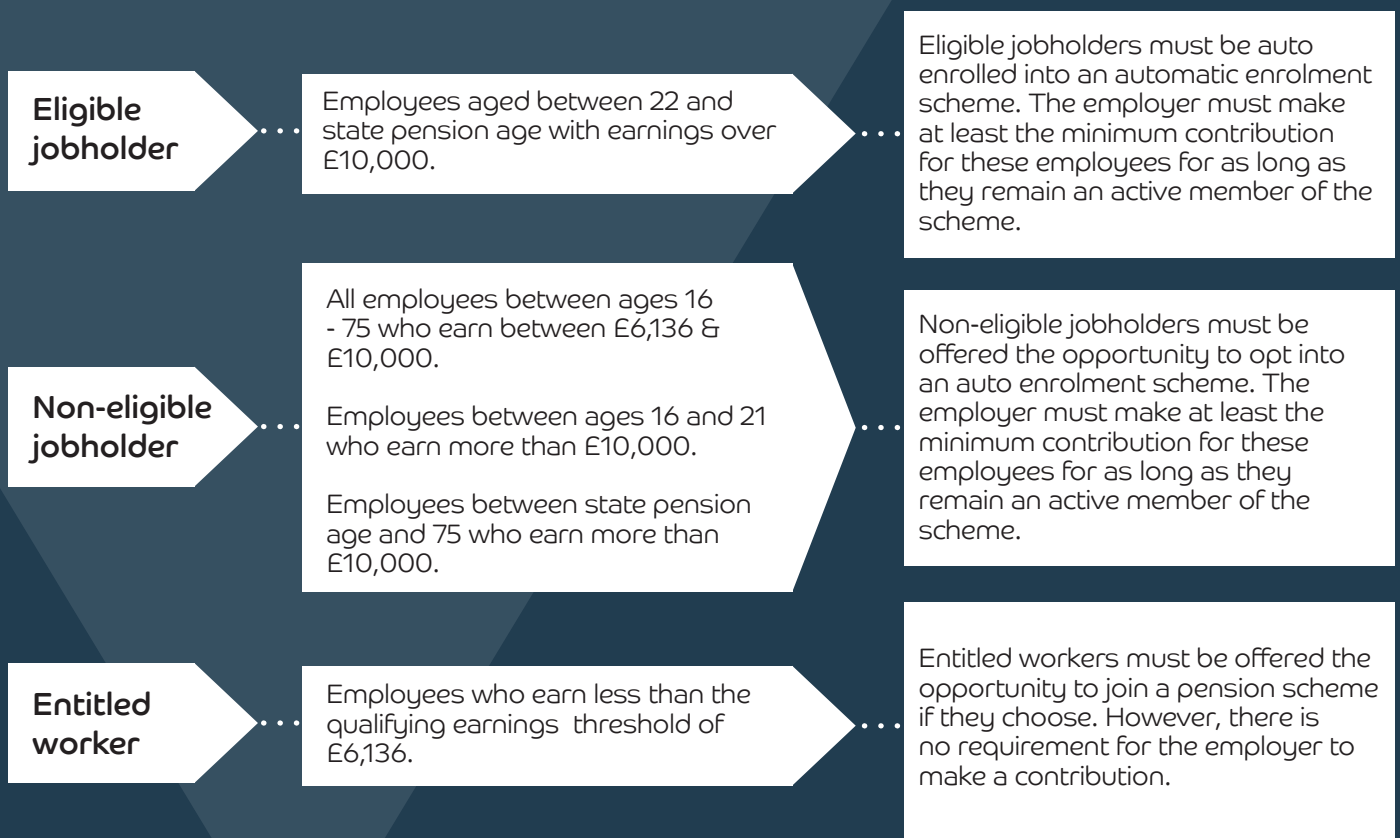 Eligible
jobholder
Employees aged between 22 and
state pension age with earnings over
£10,000.
Eligible jobholders must be auto
enrolled into an automatic enrolment
scheme. The employer must make
at least the minimum contribution
for these employees for as long as
they remain an active member of the
scheme.
Non-eligible
jobholder
All employees between ages 16
- 75 who earn between £6,136 &
£10,000.
Employees between ages 16 and 21
who earn more than £10,000.
Employees between state pension
age and 75 who earn more than
£10,000.
Non-eligible jobholders must be
offered the opportunity to opt into
an auto enrolment scheme. The
employer must make at least the
minimum contribution for these
employees for as long as they
remain an active member of the
scheme.
Entitled
worker
Employees who earn less than the
qualifying earnings  threshold of
£6,136.
Entitled workers must be offered the
opportunity to join a pension scheme
if they choose. However, there is
no requirement for the employer to
make a contribution.